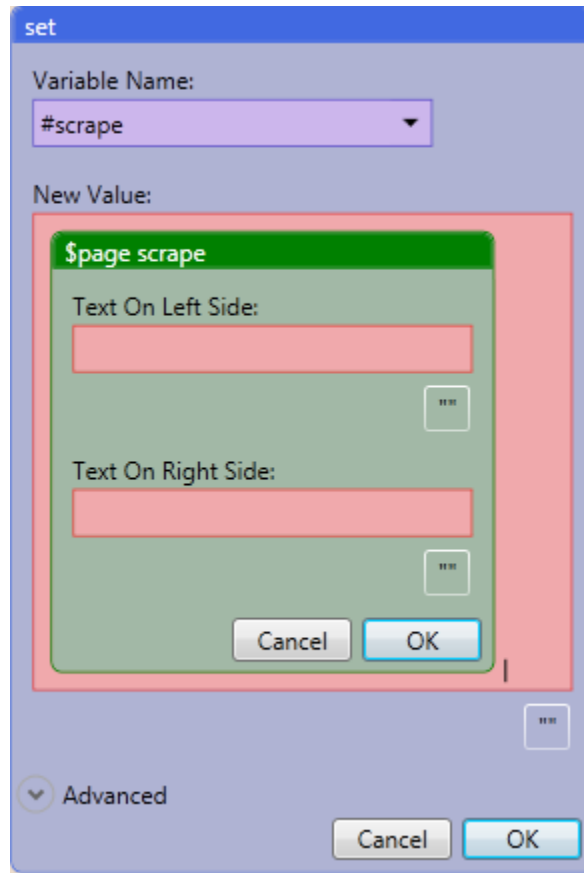 set
Variable Name:
#scrape
New Value:
$page scrape
Text On Left Side:
""
Text On Right Side:
""
Cancel OK
""
Advanced
Cancel OK